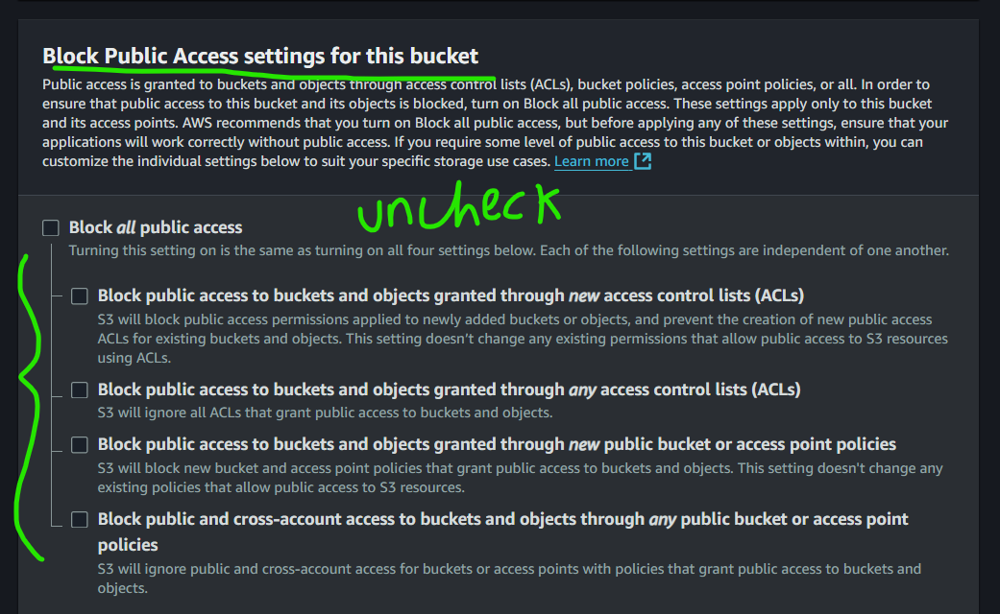 Block Public Access settings for this bucket
Public access is granted to buckets and objects through access control lists (ACLs), bucket policies, access point policies, or all. In order to
ensure that public access to this bucket and its objects is blocked, turn on Block all public access. These settings apply only to this bucket
and its access points. AWS recommends that you turn on Block all public access, but before applying any of these settings, ensure that your
applications will work correctly without public access. If you require some level of public access to this bucket or objects within, you can
customize the individual settings below to suit your specific storage use cases. Learn more
uncheck
Block all public access
Turning this setting on is the same as turning on all four settings below. Each of the following settings are independent of one another.
Block public access to buckets and objects granted through new access control lists (ACLs)
S3 will block public access permissions applied to newly added buckets or objects, and prevent the creation of new public access
ACLs for existing buckets and objects. This setting doesn't change any existing permissions that allow public access to S3 resources
using ACLs.
Block public access to buckets and objects granted through any access control lists (ACLs)
S3 will ignore all ACLs that grant public access to buckets and objects.
Block public access to buckets and objects granted through new public bucket or access point policies
S3 will block new bucket and access point policies that grant public access to buckets and objects. This setting doesn't change any
existing policies that allow public access to S3 resources.
Block public and cross-account access to buckets and objects through any public bucket or access point
policies
S3 will ignore public and cross-account access for buckets or access points with policies that grant public access to buckets and
objects.